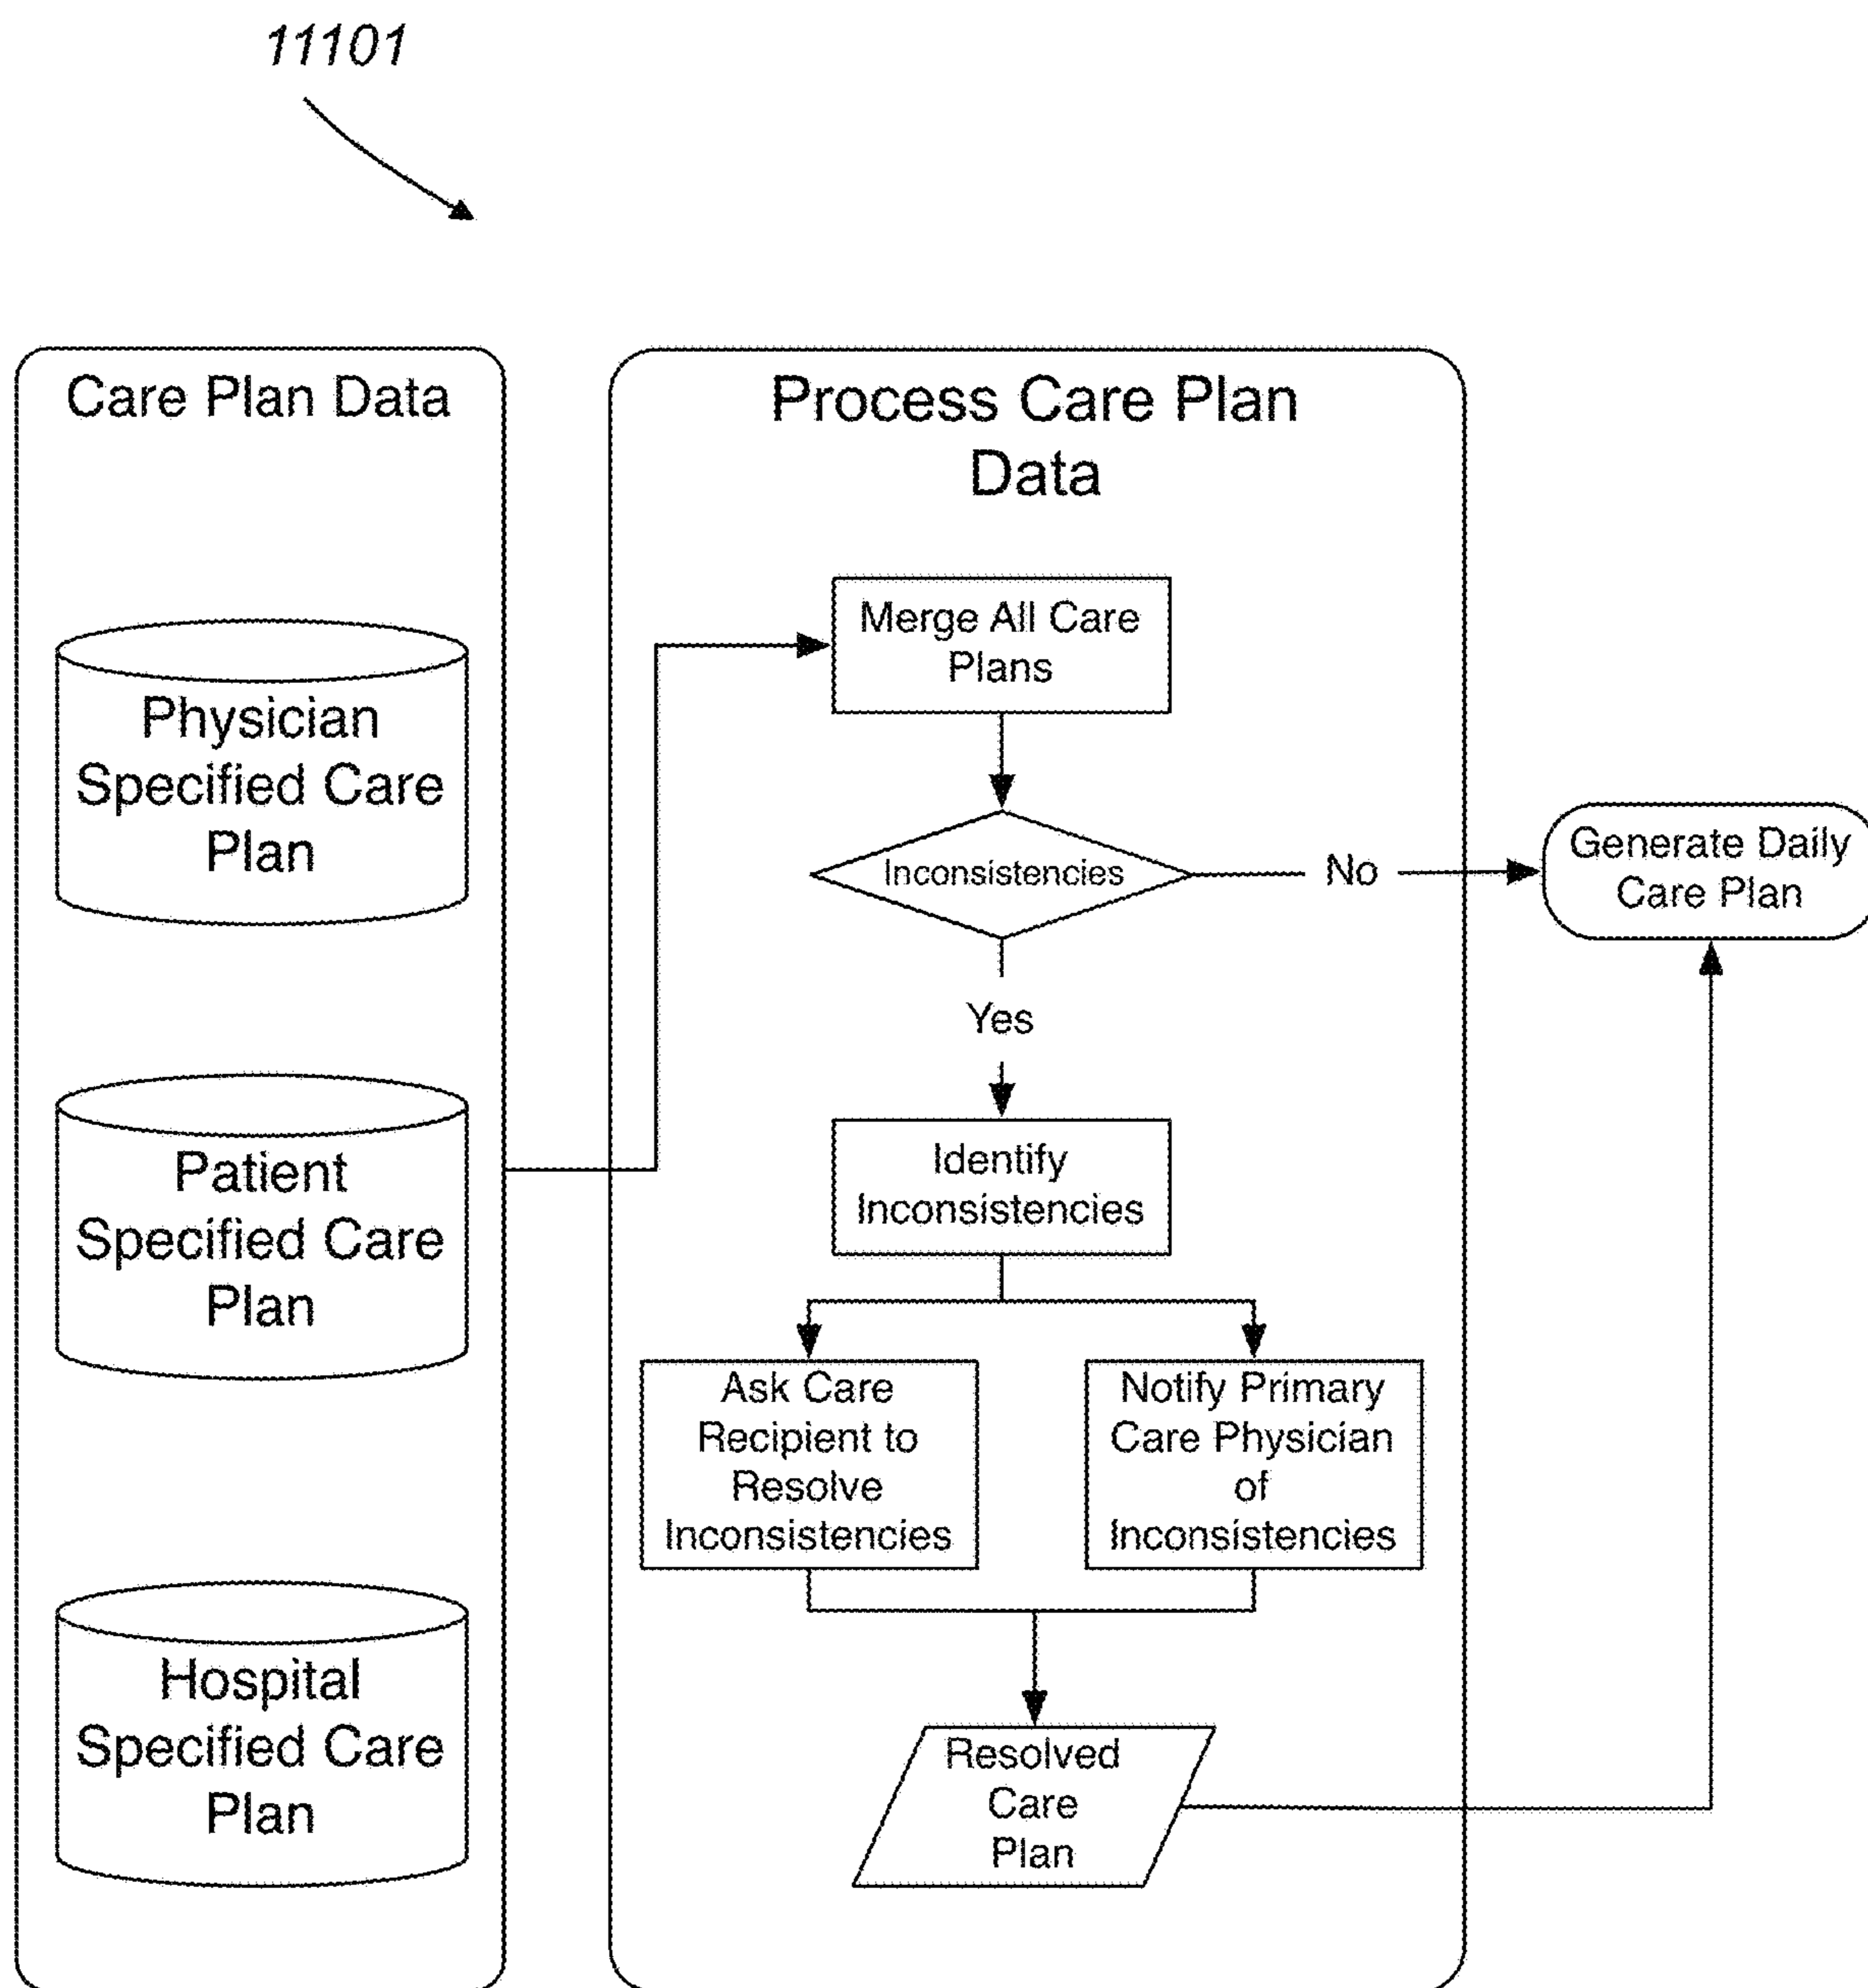 11101
Care Plan Data
Physician
Specified Care
Plan
Patient
Specified Care
Plan
Hospital
Specified Care
Plan
Process Care Plan
Data
Merge All Care
Plans
Inconsistencies
No
Yes
Identify
Inconsistencies
Ask Care
Recipient to
Resolve
Inconsistencies
Notify Primary
Care Physician
of
Inconsistencies
Resolved
Care
Plan
Generate Daily
Care Plan